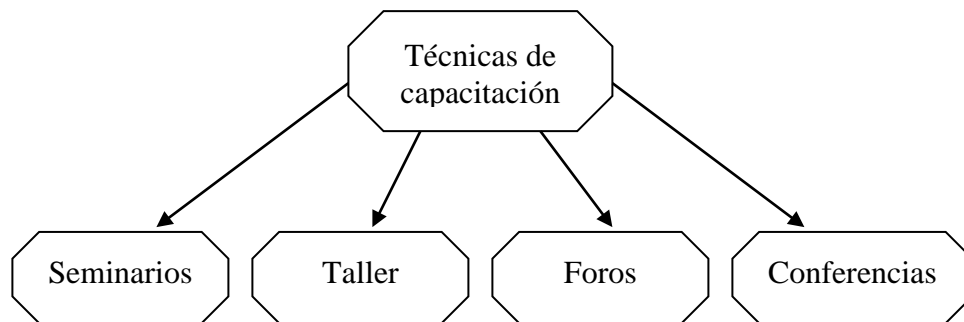 Técnicas de
capacitación
Seminarios
Taller
Foros
Conferencias